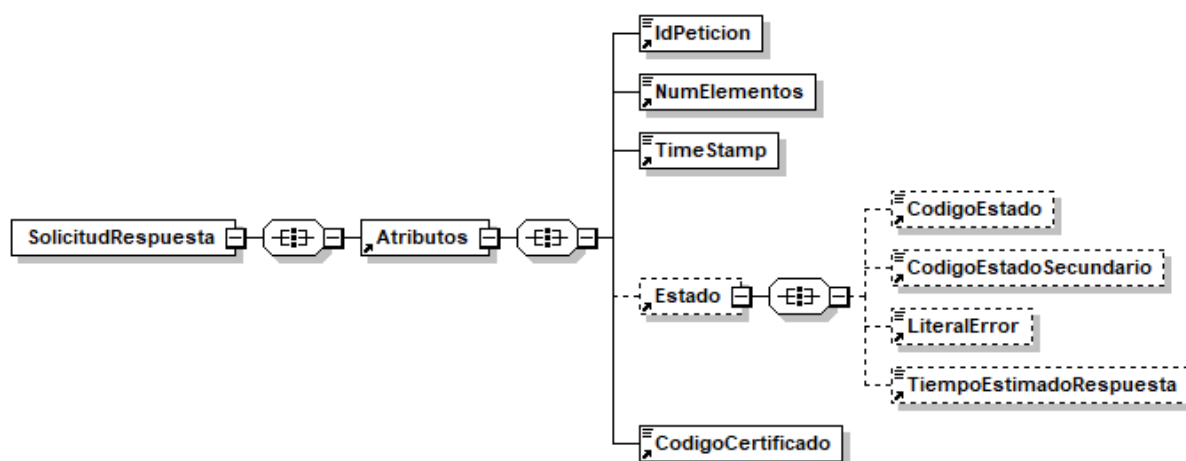 IdPeticion
NumElementos
TimeStamp
SolicitudRespuesta
Atributos
Estado
CodigoEstado
CodigoEstadoSecundario
LiteralError
TiempoEstimadoRespuesta
CodigoCertificado